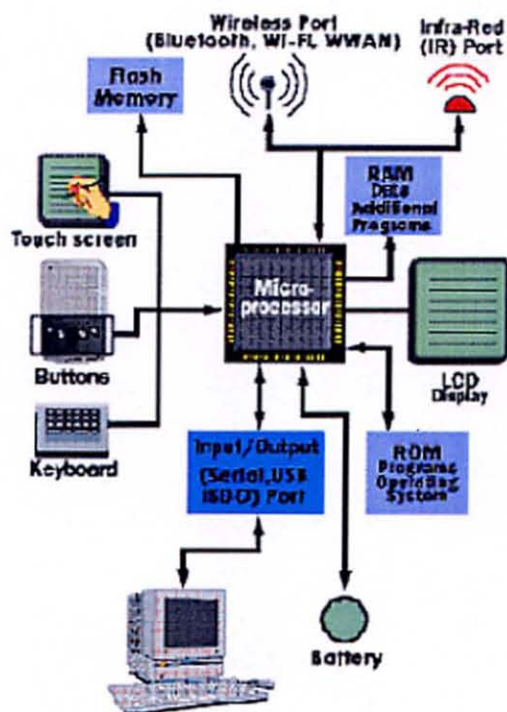 Wireless Port
(Bluetooth, Wi-Fi, WWAN)
Infra-Red
(IR) Port
Flash
Memory
RAM
Data
Additional
Programs
Touch screen
Micro-
processor
Buttons
LCD
Display
Keyboard
Input/Output
(Serial, USB
Port
ROM
Programs
Operating
System
Battery